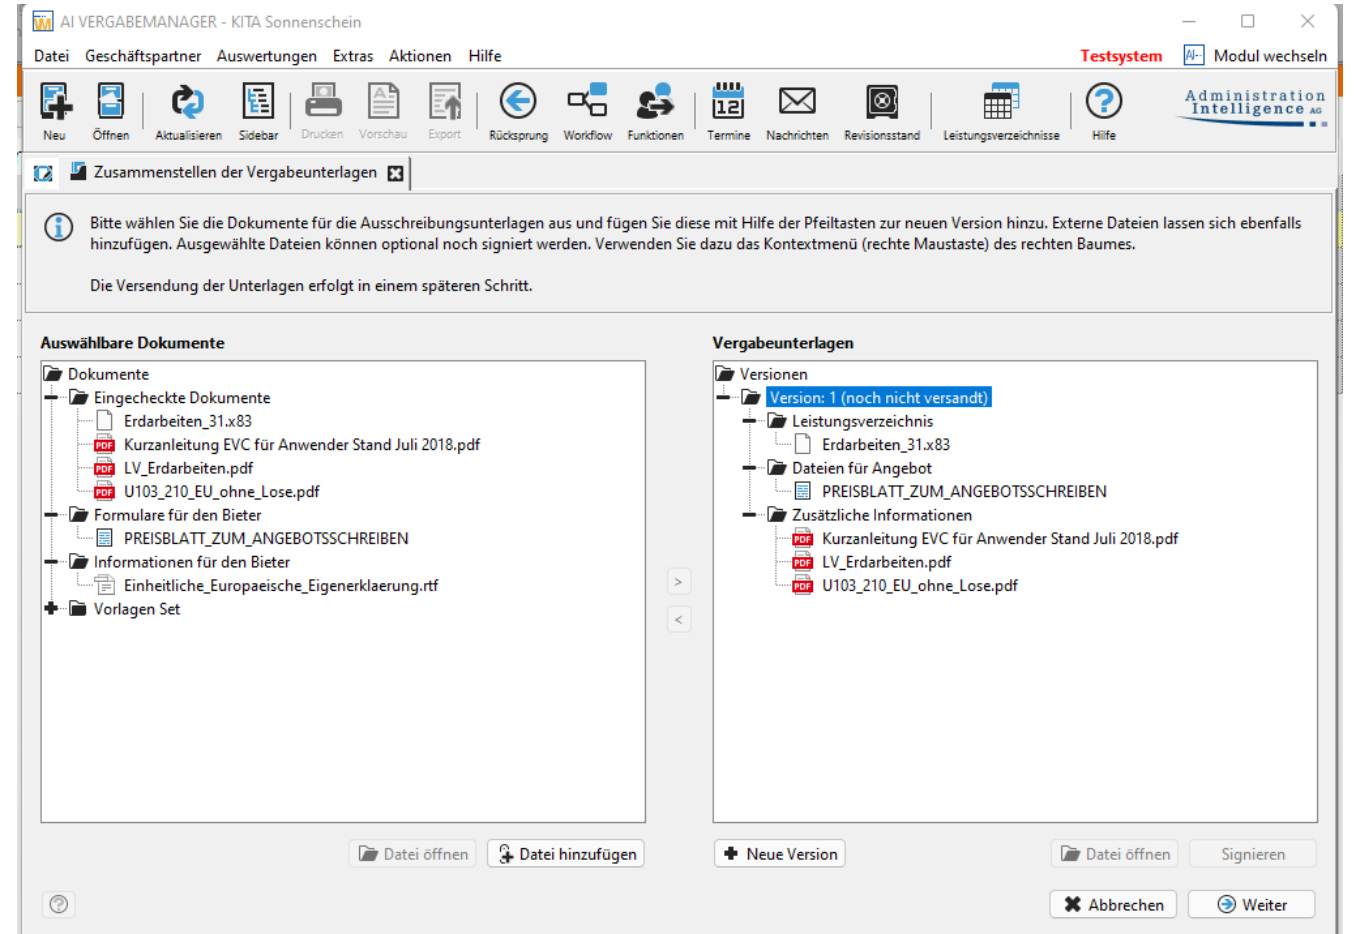 AI VERGABEMANAGER - KITA Sonnenschein
Datei Geschäftspartner Auswertungen Extras Aktionen Hilfe Testsystem AI Modul wechseln
12
Neu Öffnen Aktualisieren Sidebar Drucken Vorschau Export Rücksprung Workflow Funktionen Termine Nachrichten Revisionsstand Leistungsverzeichnisse Hilfe
Administration
Intelligence AG
Zusammenstellen der Vergabeunterlagen
Bitte wählen Sie die Dokumente für die Ausschreibungsunterlagen aus und fügen Sie diese mit Hilfe der Pfeiltasten zur neuen Version hinzu. Externe Dateien lassen sich ebenfalls
hinzufügen. Ausgewählte Dateien können optional noch signiert werden. Verwenden Sie dazu das Kontextmenü (rechte Maustaste) des rechten Baumes.
Die Versendung der Unterlagen erfolgt in einem späteren Schritt.
Auswählbare Dokumente
Dokumente
Eingecheckte Dokumente
Erdarbeiten_31.x83
PDF Kurzanleitung EVC für Anwender Stand Juli 2018.pdf
PDF LV_Erdarbeiten.pdf
PDF U103_210_EU_ohne_Lose.pdf
Formulare für den Bieter
PREISBLATT_ZUM_ANGEBOTSSCHREIBEN
Informationen für den Bieter
Einheitliche_Europaeische_Eigenerklaerung.rtf
Vorlagen Set
Datei öffnen Datei hinzufügen
>
<
Vergabeunterlagen
Versionen
Version: 1 (noch nicht versandt)
Leistungsverzeichnis
Erdarbeiten_31.x83
Dateien für Angebot
PREISBLATT_ZUM_ANGEBOTSSCHREIBEN
Zusätzliche Informationen
PDF Kurzanleitung EVC für Anwender Stand Juli 2018.pdf
PDF LV_Erdarbeiten.pdf
PDF U103_210_EU_ohne_Lose.pdf
Neue Version Datei öffnen Signieren
Abbrechen Weiter